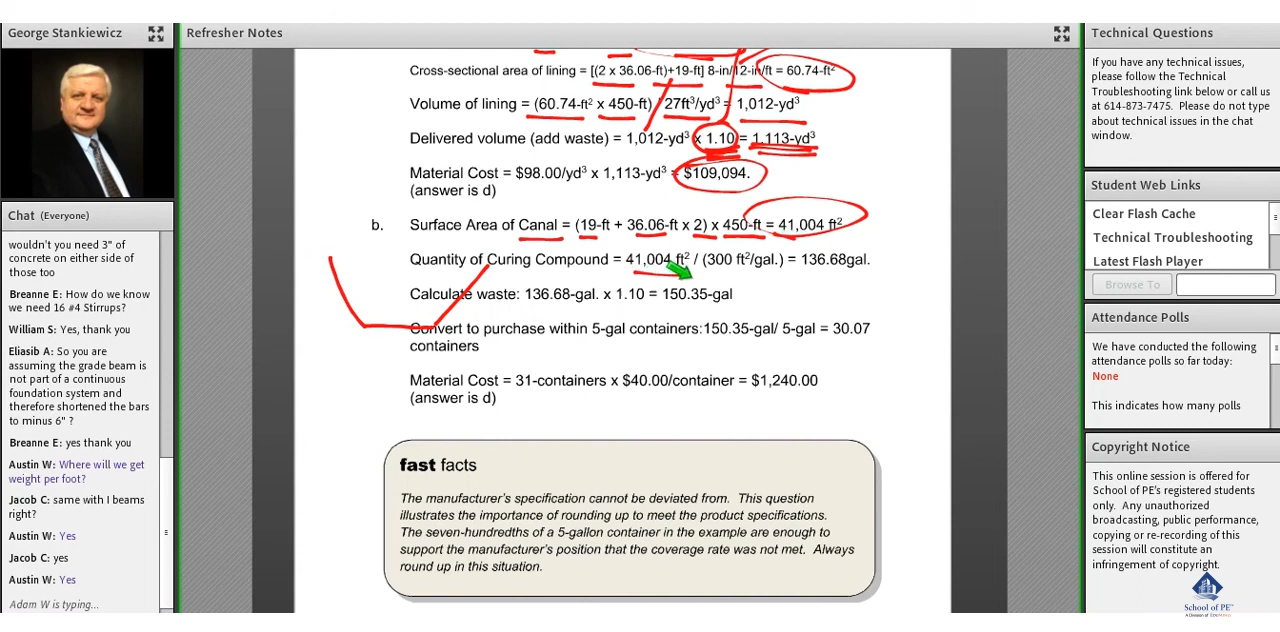 George Stankiewicz
Chat (Everyone)
wouldn't you need 3" of
concrete on either side of
those too
Breanne E: How do we know
we need 16 #4 Stirrups?
William S: Yes, thank you
Eliasib A: So you are
assuming the grade beam is
not part of a continuous
foundation system and
therefore shortened the bars
to minus 6" ?
Breanne E: yes thank you
Austin W: Where will we get
weight per foot?
Jacob C: same with I beams
right?
Austin W: Yes
Jacob C: yes
Austin W: Yes
Adam W is typing...
Refresher Notes
Cross-sectional area of lining = [(2 x 36.06-ft)+19-ft] 8-in/12-in/ft = 60.74-ft²
Volume of lining = (60.74-ft² x 450-ft) / 27ft³/yd³ = 1,012-yd³
Delivered volume (add waste) = 1,012-yd³ x 1.10 = 1,113-yd³
Material Cost = $98.00/yd³ x 1,113-yd³ = $109,094.
(answer is d)
b. Surface Area of Canal = (19-ft + 36.06-ft x 2) x 450-ft = 41,004 ft²
Quantity of Curing Compound = 41,004 ft² / (300 ft²/gal.) = 136.68gal.
Calculate waste: 136.68-gal. x 1.10 = 150.35-gal
Convert to purchase within 5-gal containers:150.35-gal/ 5-gal = 30.07
containers
Material Cost = 31-containers x $40.00/container = $1,240.00
(answer is d)
fast facts
The manufacturer's specification cannot be deviated from. This question
illustrates the importance of rounding up to meet the product specifications.
The seven-hundredths of a 5-gallon container in the example are enough to
support the manufacturer's position that the coverage rate was not met. Always
round up in this situation.
Technical Questions
If you have any technical issues,
please follow the Technical
Troubleshooting link below or call us
at 614-873-7475. Please do not type
about technical issues in the chat
window.
Student Web Links
Clear Flash Cache
Technical Troubleshooting
Latest Flash Player
Browse To
Attendance Polls
We have conducted the following
attendance polls so far today:
None
This indicates how many polls
Copyright Notice
This online session is offered for
School of PE's registered students
only. Any unauthorized
broadcasting, public performance,
copying or re-recording of this
session will constitute an
infringement of copyright.
School of PE™